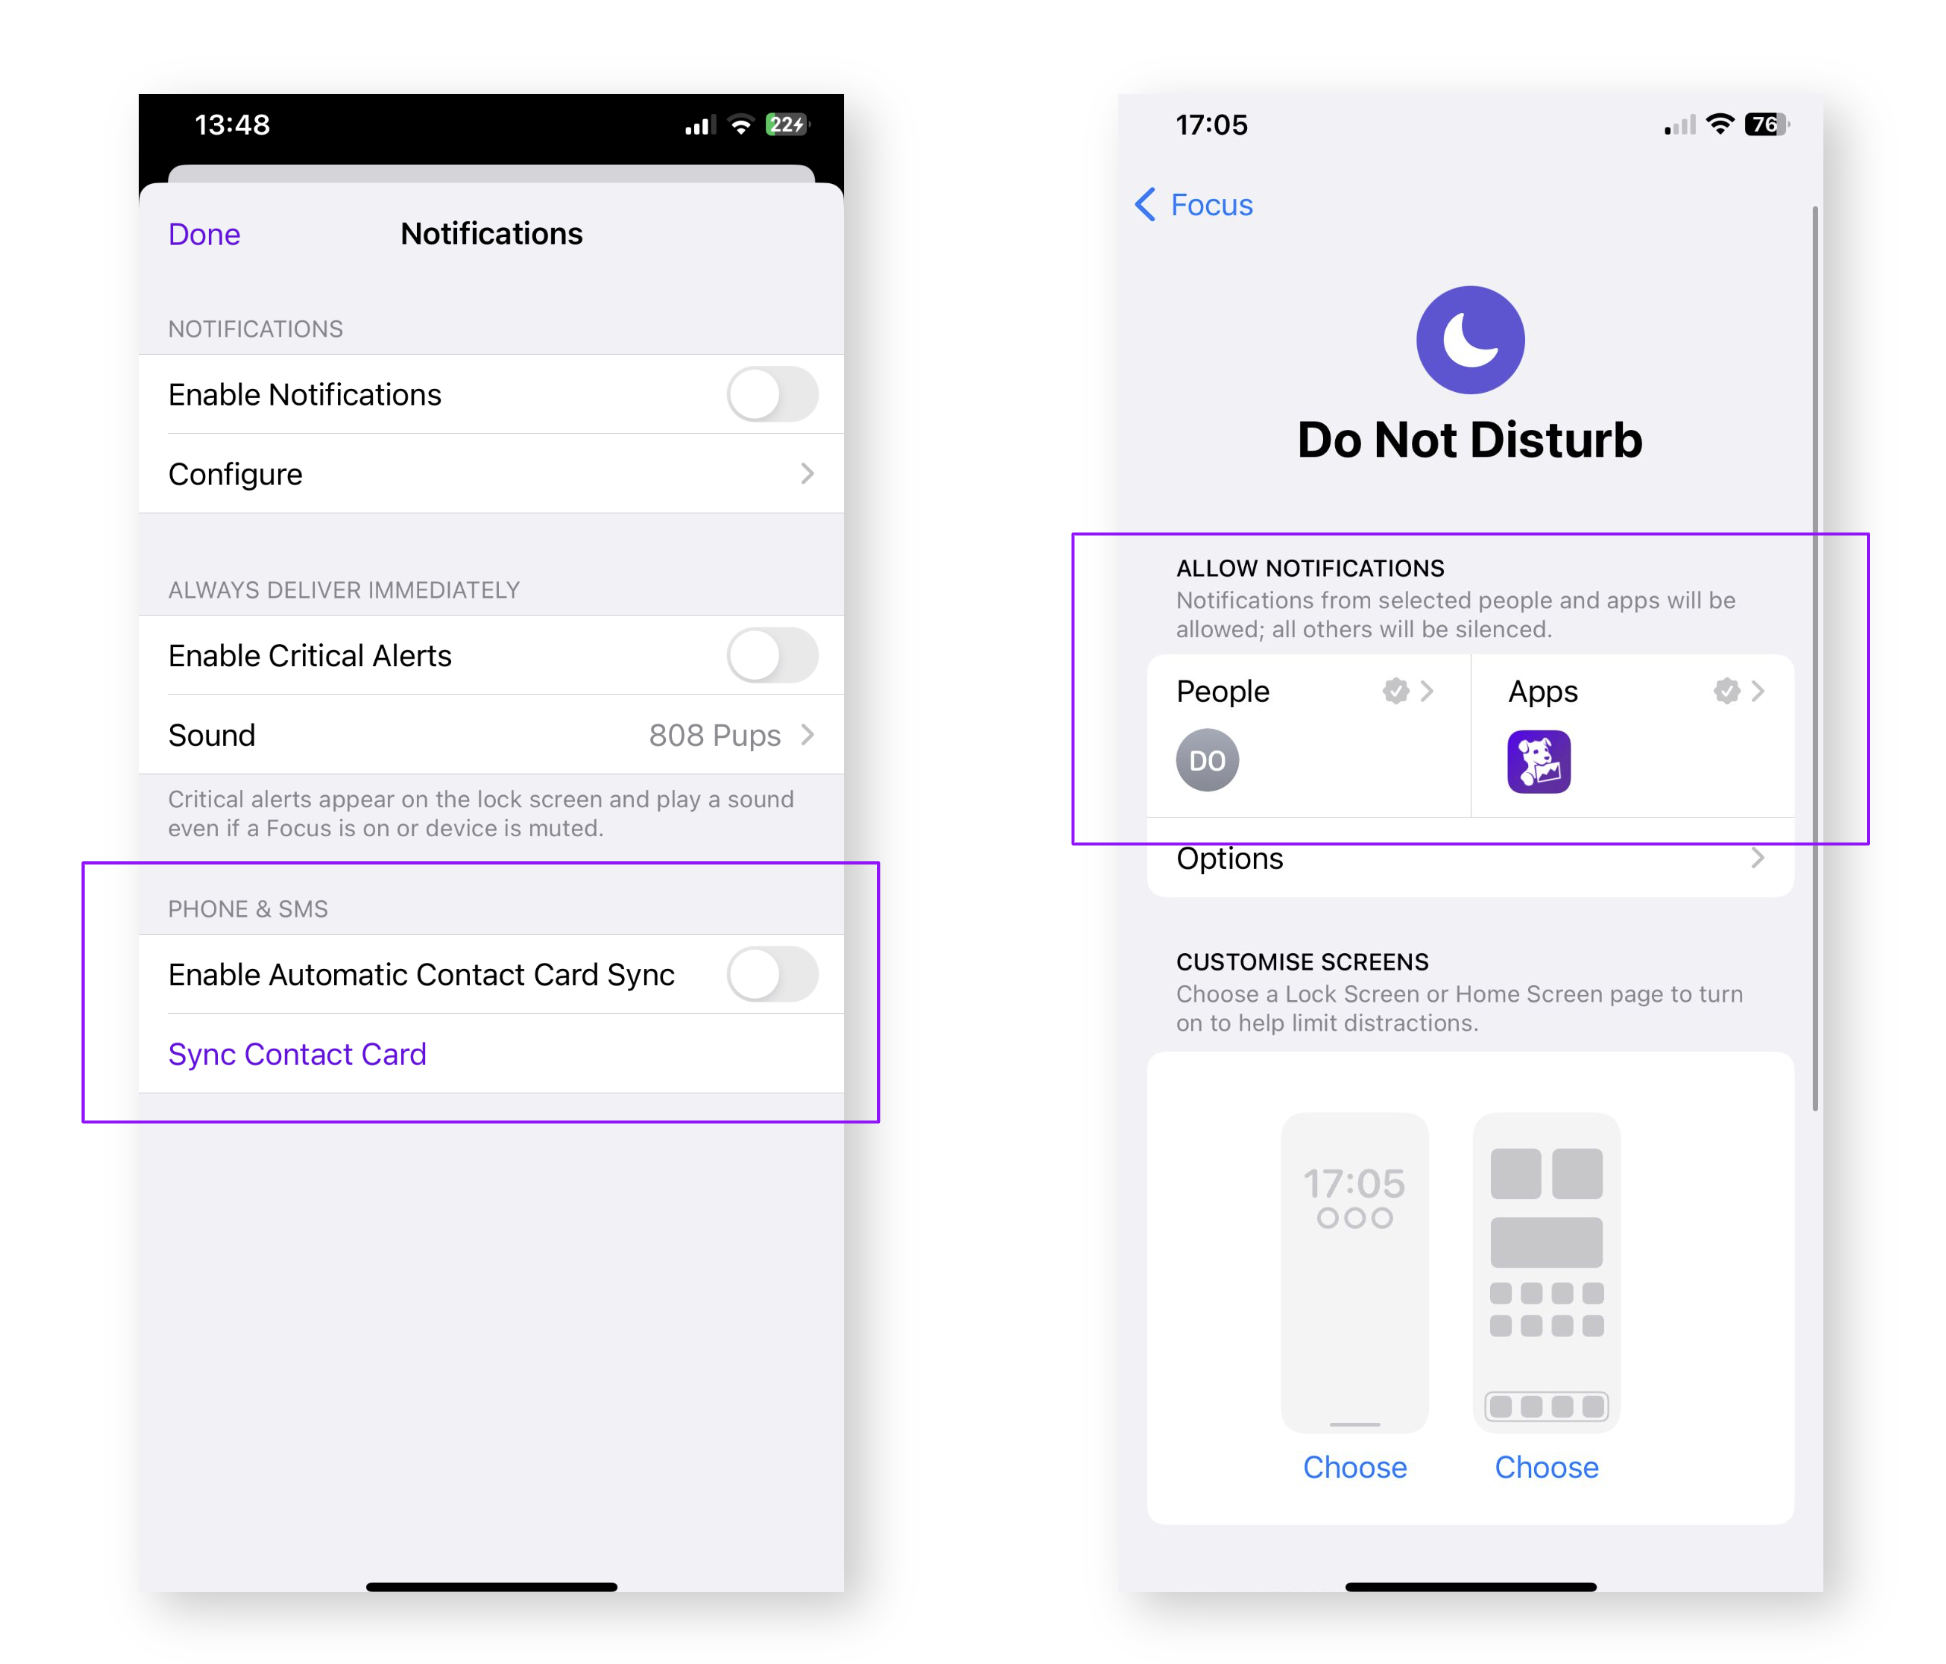 13:48
22
Done
Notifications
NOTIFICATIONS
Enable Notifications
Configure
ALWAYS DELIVER IMMEDIATELY
Enable Critical Alerts
Sound
808 Pups
Critical alerts appear on the lock screen and play a sound
even if a Focus is on or device is muted.
PHONE & SMS
Enable Automatic Contact Card Sync
Sync Contact Card
17:05
76
Focus
Do Not Disturb
ALLOW NOTIFICATIONS
Notifications from selected people and apps will be
allowed; all others will be silenced.
People
Apps
DO
Options
CUSTOMISE SCREENS
Choose a Lock Screen or Home Screen page to turn
on to help limit distractions.
17:05
Choose
Choose